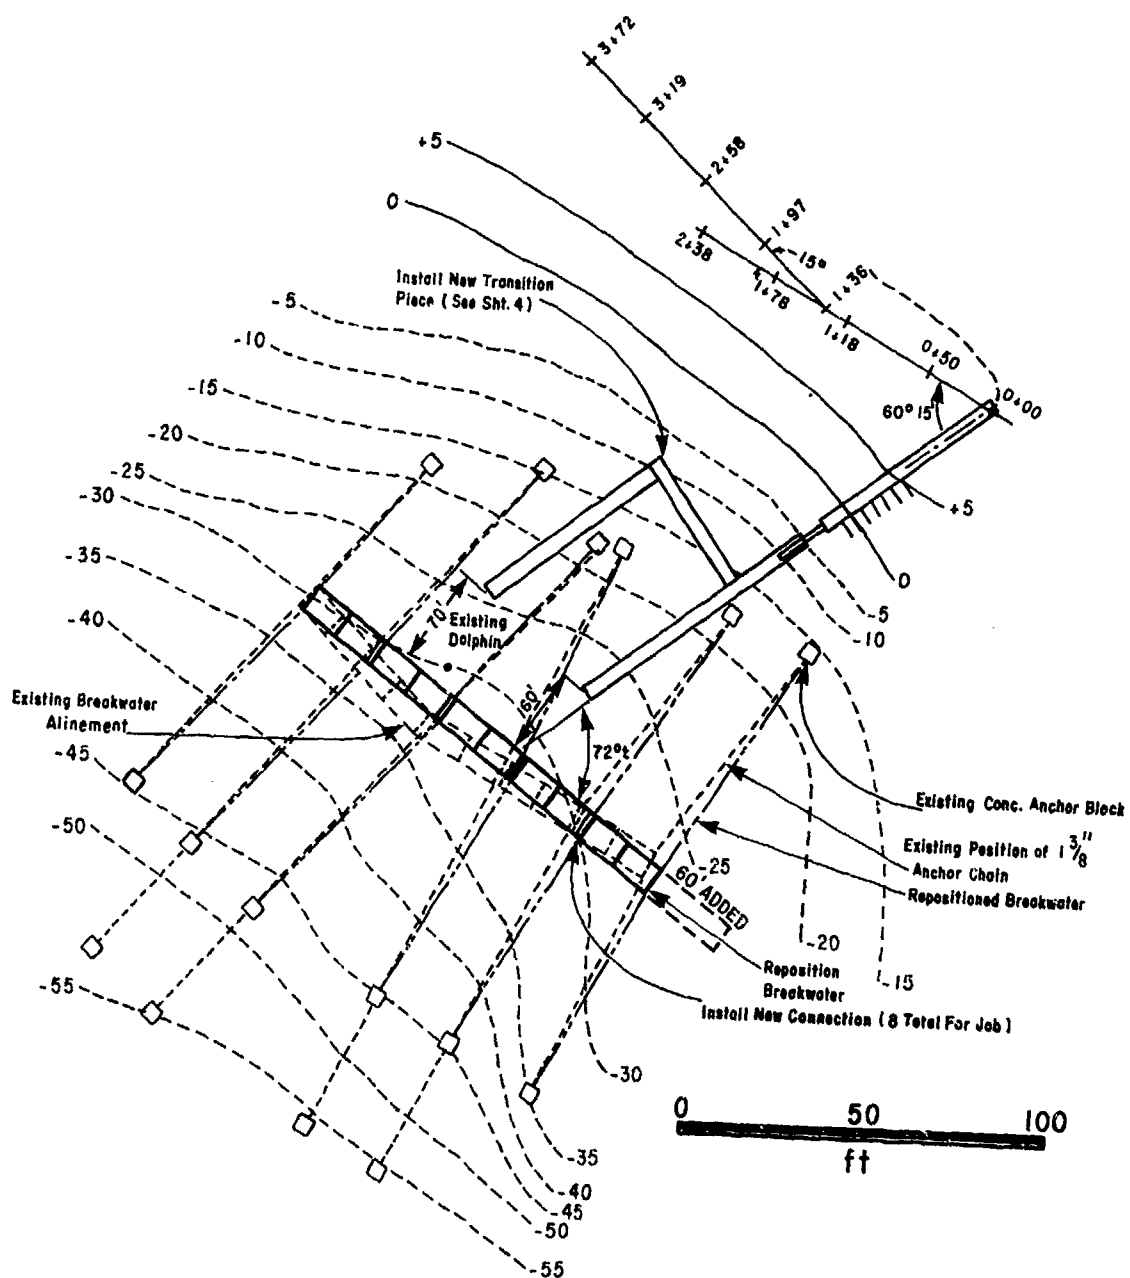 3+72
3+19
2+58
1+97
15°
2+38
1+78
1+36
1+18
0+50
0+00
60° 15
+5
0
Install New Transition
Piece (See Sht. 4)
-5
-10
-15
-20
-25
-30
-35
-40
+5
0
-5
-10
70'
Existing
Dolphin
Existing Breakwater
Alinement
-45
-50
-55
160'
72°±
Existing Conc. Anchor Block
Existing Position of 1 3/8"
Anchor Chain
Repositioned Breakwater
-25
60 ADDED
-20
-15
Reposition
Breakwater
Install New Connection (8 Total For Job)
-30
-35
-40
-45
-50
-55
0 50 100
ft